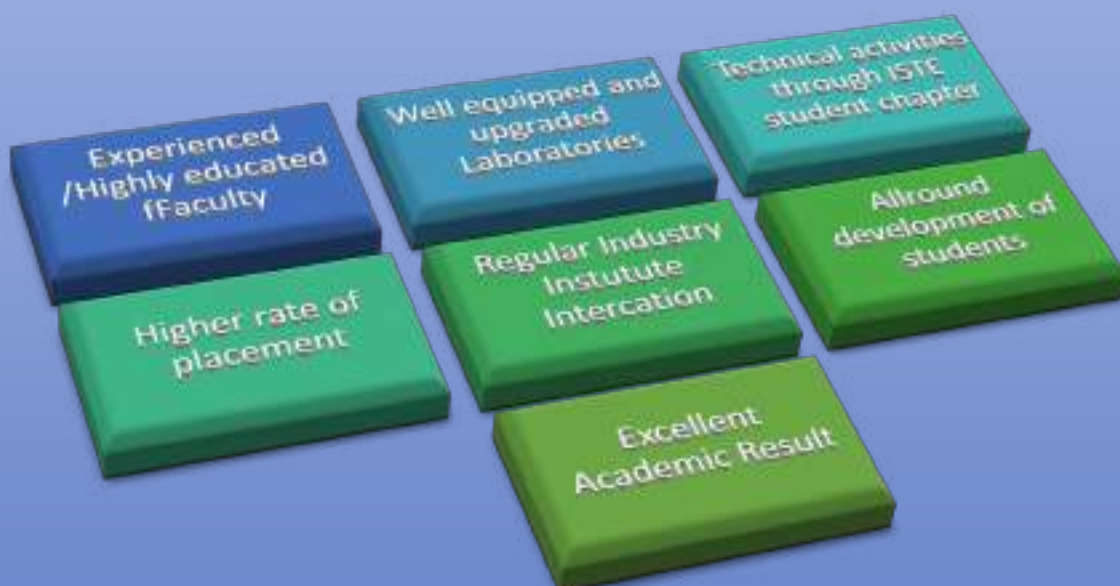 Experienced
/Highly educated
fFaculty
Well equipped and
upgraded
Laboratories
Technical activities
through ISTE
student chapter
Higher rate of
placement
Regular Industry
Instutute
Intercation
Allround
development of
students
Excellent
Academic Result